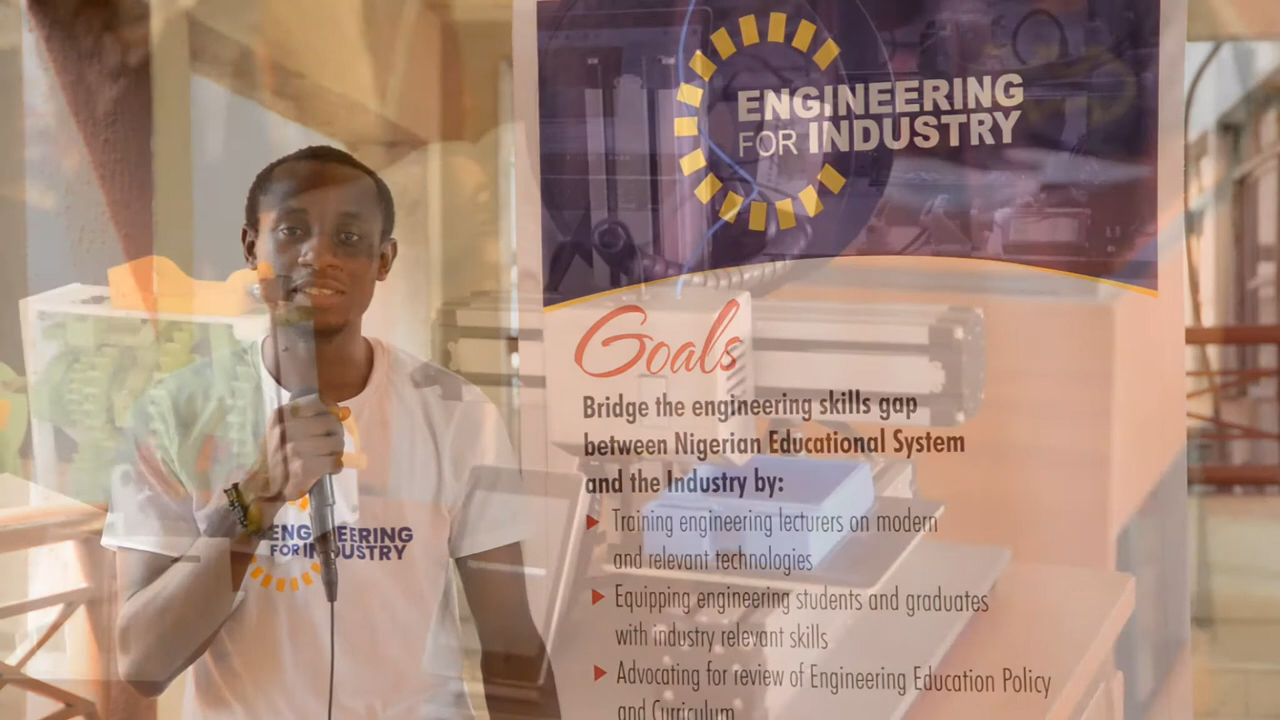 ENGINEERING
FOR INDUSTRY
Goals
Bridge the engineering skills gap
between Nigerian Educational System
and the Industry by:
Training engineering lecturers on modern
and relevant technologies
Equipping engineering students and graduates
with industry relevant skills
Advocating for review of Engineering Education Policy
and Curriculum
ENGINEERING
FOR INDUSTRY